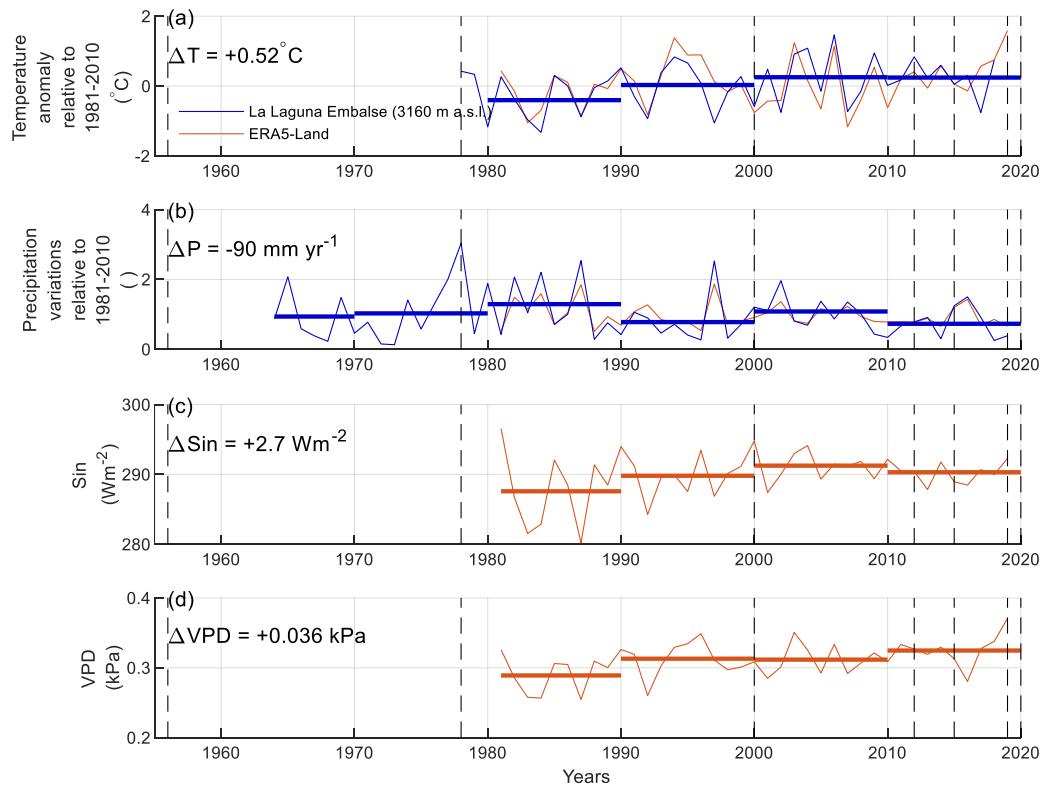 (a)
ΔT = +0.52°C
Temperature
anomaly
relative to
1981-2010
(°C)
2
0
-2
La Laguna Embalse (3160 m a.s.l.)
ERA5-Land
1960 1970 1980 1990 2000 2010 2020
(b)
ΔP = -90 mm yr-1
Precipitation
variations
relative to
1981-2010
()
4
2
0
1960 1970 1980 1990 2000 2010 2020
(c)
ΔSin = +2.7 Wm-2
Sin
(Wm-2)
300
290
280
1960 1970 1980 1990 2000 2010 2020
(d)
ΔVPD = +0.036 kPa
VPD
(kPa)
0.4
0.3
0.2
1960 1970 1980 1990 2000 2010 2020
Years